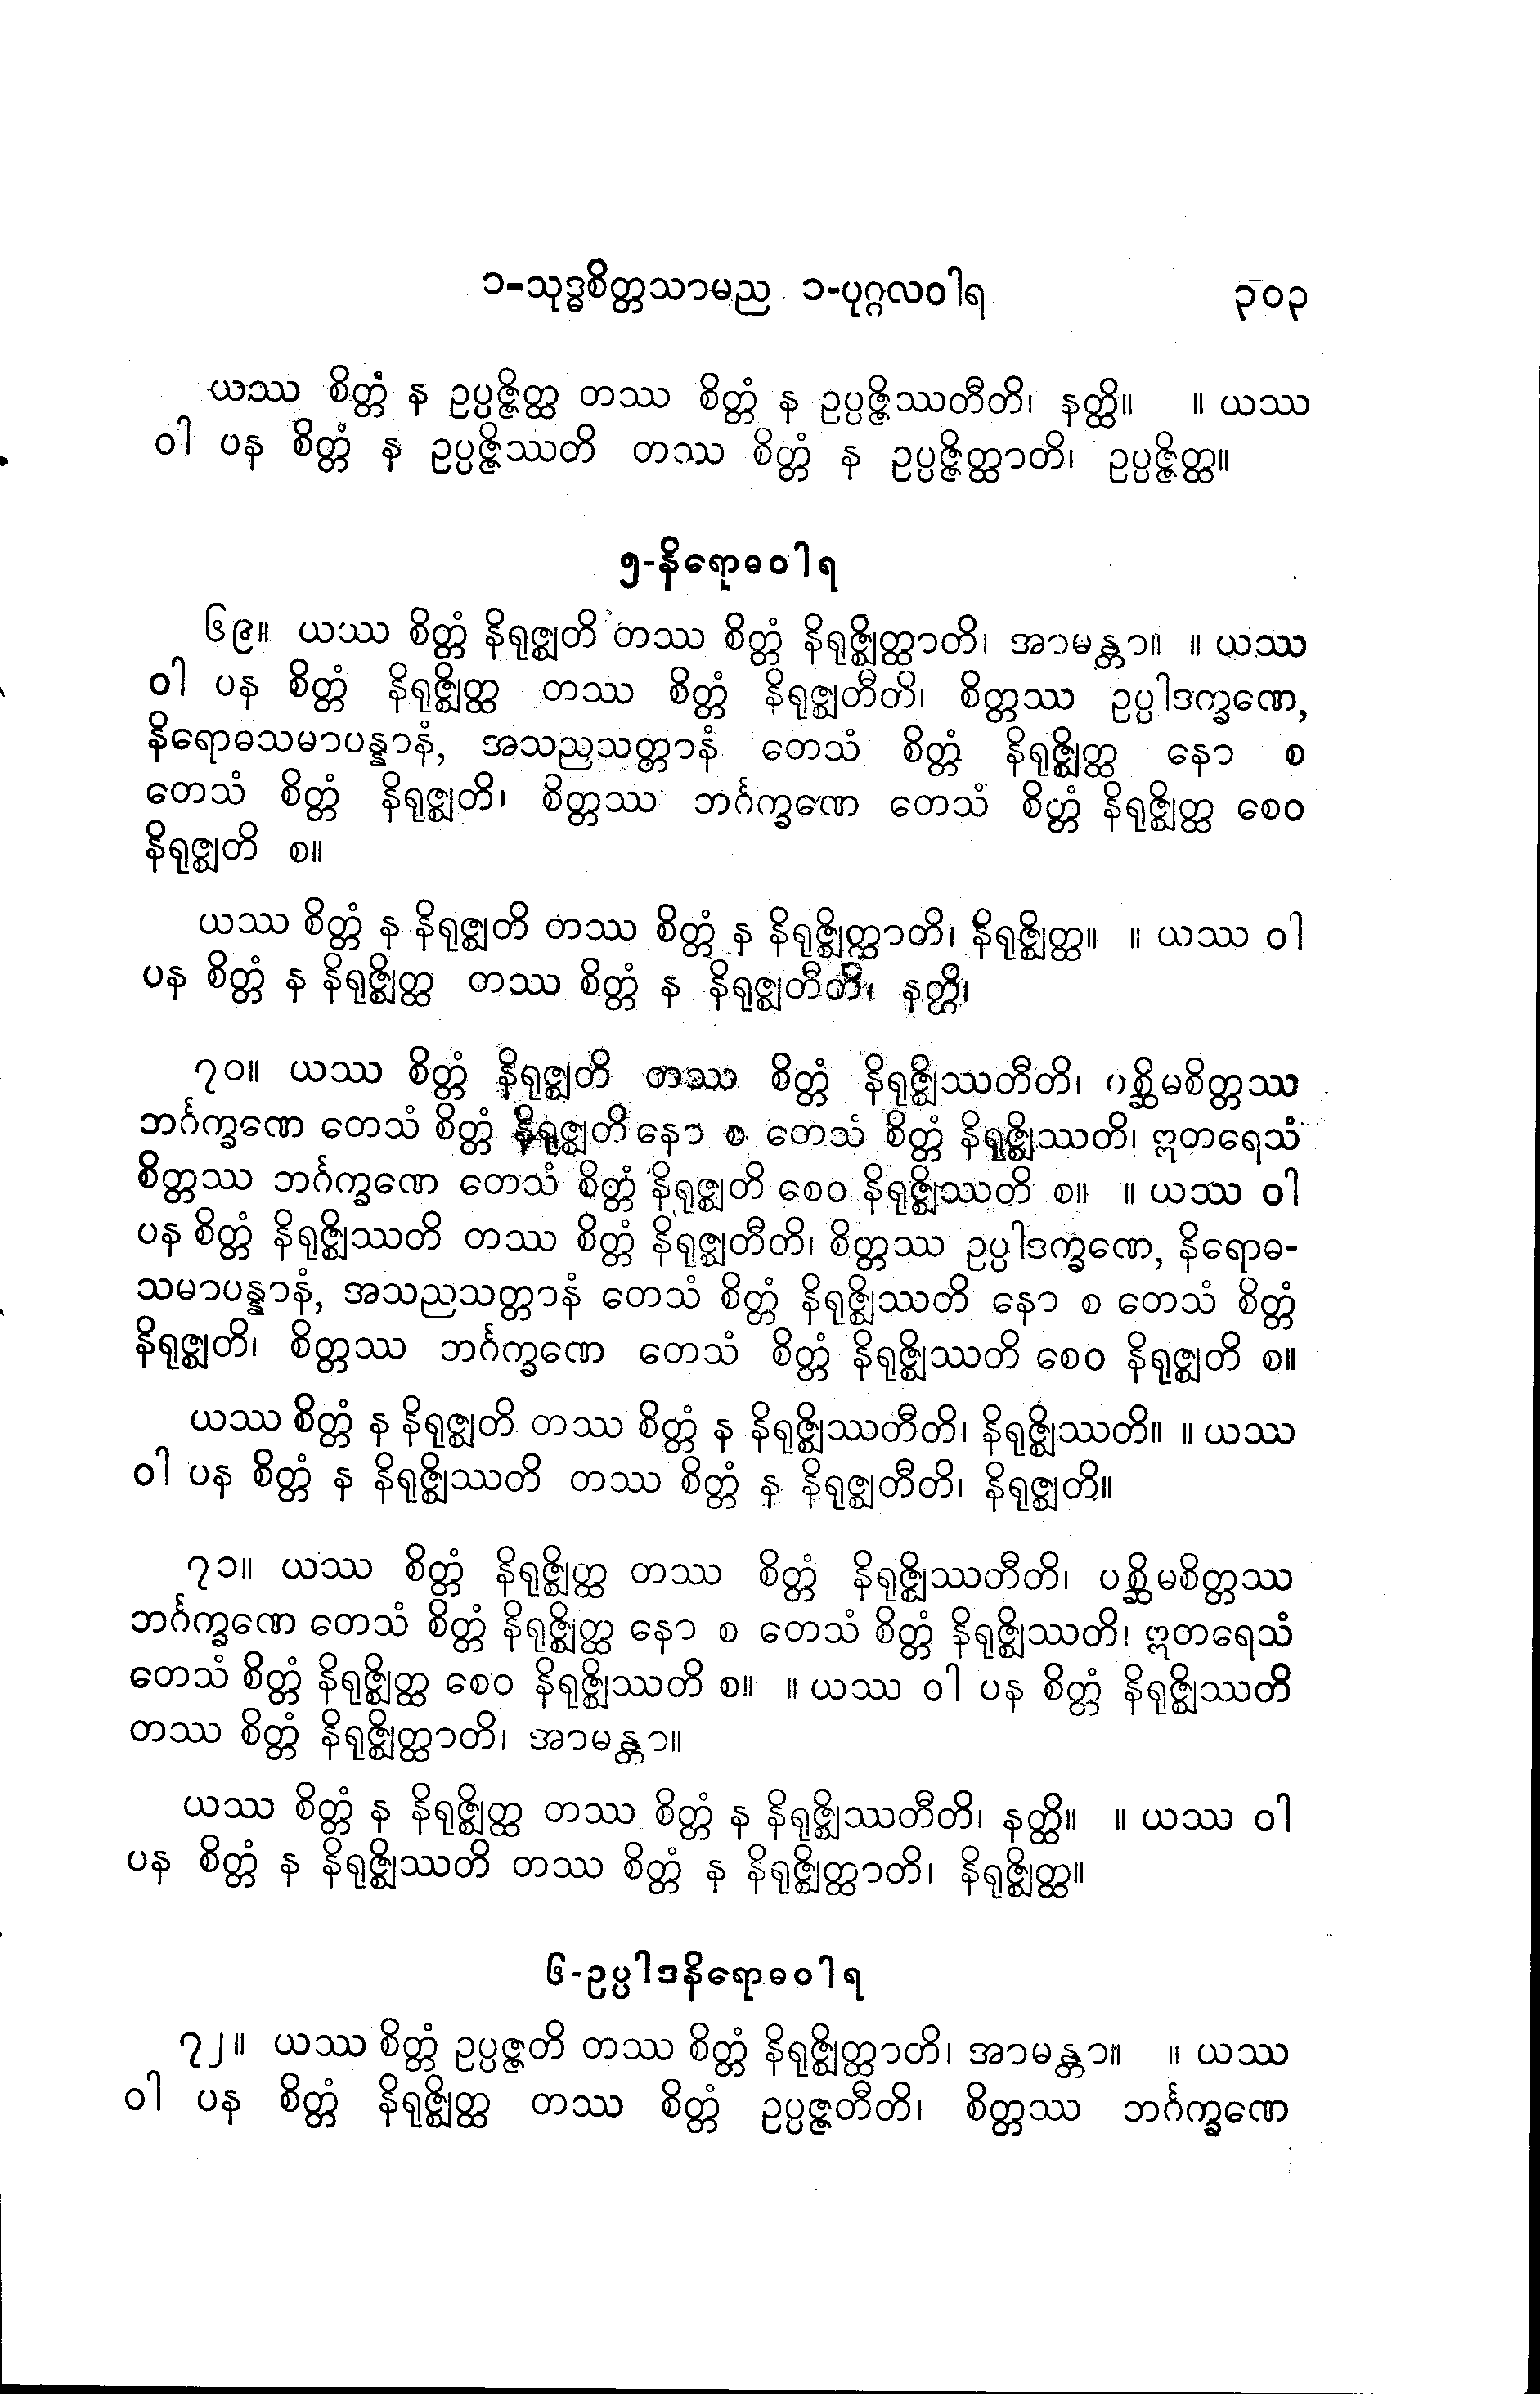 ၁-သုဒ္ဓစိတ္တသာမည ၁-ပုဂ္ဂလဝါရ ၃၀၃
ယဿ စိတ္တံ န ဥပ္ပဇ္ဇိတ္ထ တဿ စိတ္တံ န ဥပ္ပဇ္ဇိဿတီတိ၊ နတ္ထိ။ ။ ယဿ
ဝါ ပန စိတ္တံ န ဥပ္ပဇ္ဇိဿတိ တဿ စိတ္တံ န ဥပ္ပဇ္ဇိတ္ထာတိ၊ ဥပ္ပဇ္ဇိတ္ထ။
၅-နိရောဓဝါရ
၆၉။ ယဿ စိတ္တံ နိရုဇ္ဈတိ တဿ စိတ္တံ နိရုဇ္ဈိတ္ထာတိ၊ အာမန္တာ။ ။ ယဿ
ဝါ ပန စိတ္တံ နိရုဇ္ဈိတ္ထ တဿ စိတ္တံ နိရုဇ္ဈတီတိ၊ စိတ္တဿ ဥပ္ပါဒက္ခဏေ,
နိရောဓသမာပန္နာနံ, အသညသတ္တာနံ တေသံ စိတ္တံ နိရုဇ္ဈိတ္ထ နော စ
တေသံ စိတ္တံ နိရုဇ္ဈတိ၊ စိတ္တဿ ဘင်္ဂက္ခဏေ တေသံ စိတ္တံ နိရုဇ္ဈိတ္ထ စေဝ
နိရုဇ္ဈတိ စ။
ယဿ စိတ္တံ န နိရုဇ္ဈတိ တဿ စိတ္တံ န နိရုဇ္ဈိတ္ထာတိ၊ နိရုဇ္ဈိတ္ထ။ ။ ယဿ ဝါ
ပန စိတ္တံ န နိရုဇ္ဈိတ္ထ တဿ စိတ္တံ န နိရုဇ္ဈတီတိ၊ နတ္ထိ၊
၇၀။ ယဿ စိတ္တံ နိရုဇ္ဈတိ တဿ စိတ္တံ နိရုဇ္ဈိဿတီတိ၊ ပစ္ဆိမစိတ္တဿ
ဘင်္ဂက္ခဏေ တေသံ စိတ္တံ နိရုဇ္ဈတိ နော စ တေသံ စိတ္တံ နိရုဇ္ဈိဿတိ၊ ဣတရေသံ
စိတ္တဿ ဘင်္ဂက္ခဏေ တေသံ စိတ္တံ နိရုဇ္ဈတိ စေဝ နိရုဇ္ဈိဿတိ စ။ ။ ယဿ ဝါ
ပန စိတ္တံ နိရုဇ္ဈိဿတိ တဿ စိတ္တံ နိရုဇ္ဈတီတိ၊ စိတ္တဿ ဥပ္ပါဒက္ခဏေ, နိရောဓ-
သမာပန္နာနံ, အသညသတ္တာနံ တေသံ စိတ္တံ နိရုဇ္ဈိဿတိ နော စ တေသံ စိတ္တံ
နိရုဇ္ဈတိ၊ စိတ္တဿ ဘင်္ဂက္ခဏေ တေသံ စိတ္တံ နိရုဇ္ဈိဿတိ စေဝ နိရုဇ္ဈတိ စ။
ယဿ စိတ္တံ န နိရုဇ္ဈတိ တဿ စိတ္တံ န နိရုဇ္ဈိဿတီတိ၊ နိရုဇ္ဈိဿတိ။ ။ ယဿ
ဝါ ပန စိတ္တံ န နိရုဇ္ဈိဿတိ တဿ စိတ္တံ န နိရုဇ္ဈတီတိ၊ နိရုဇ္ဈတိ။
၇၁။ ယဿ စိတ္တံ နိရုဇ္ဈိတ္ထ တဿ စိတ္တံ နိရုဇ္ဈိဿတီတိ၊ ပစ္ဆိမစိတ္တဿ
ဘင်္ဂက္ခဏေ တေသံ စိတ္တံ နိရုဇ္ဈိတ္ထ နော စ တေသံ စိတ္တံ နိရုဇ္ဈိဿတိ၊ ဣတရေသံ
တေသံ စိတ္တံ နိရုဇ္ဈိတ္ထ စေဝ နိရုဇ္ဈိဿတိ စ။ ။ ယဿ ဝါ ပန စိတ္တံ နိရုဇ္ဈိဿတိ
တဿ စိတ္တံ နိရုဇ္ဈိတ္ထာတိ၊ အာမန္တာ။
ယဿ စိတ္တံ န နိရုဇ္ဈိတ္ထ တဿ စိတ္တံ န နိရုဇ္ဈိဿတီတိ၊ နတ္ထိ။ ။ ယဿ ဝါ
ပန စိတ္တံ န နိရုဇ္ဈိဿတိ တဿ စိတ္တံ န နိရုဇ္ဈိတ္ထာတိ၊ နိရုဇ္ဈိတ္ထ။
၆-ဥပ္ပါဒနိရောဓဝါရ
၇၂။ ယဿ စိတ္တံ ဥပ္ပဇ္ဇတိ တဿ စိတ္တံ နိရုဇ္ဈိတ္ထာတိ၊ အာမန္တာ။ ။ ယဿ
ဝါ ပန စိတ္တံ နိရုဇ္ဈိတ္ထ တဿ စိတ္တံ ဥပ္ပဇ္ဇတီတိ၊ စိတ္တဿ ဘင်္ဂက္ခဏေ